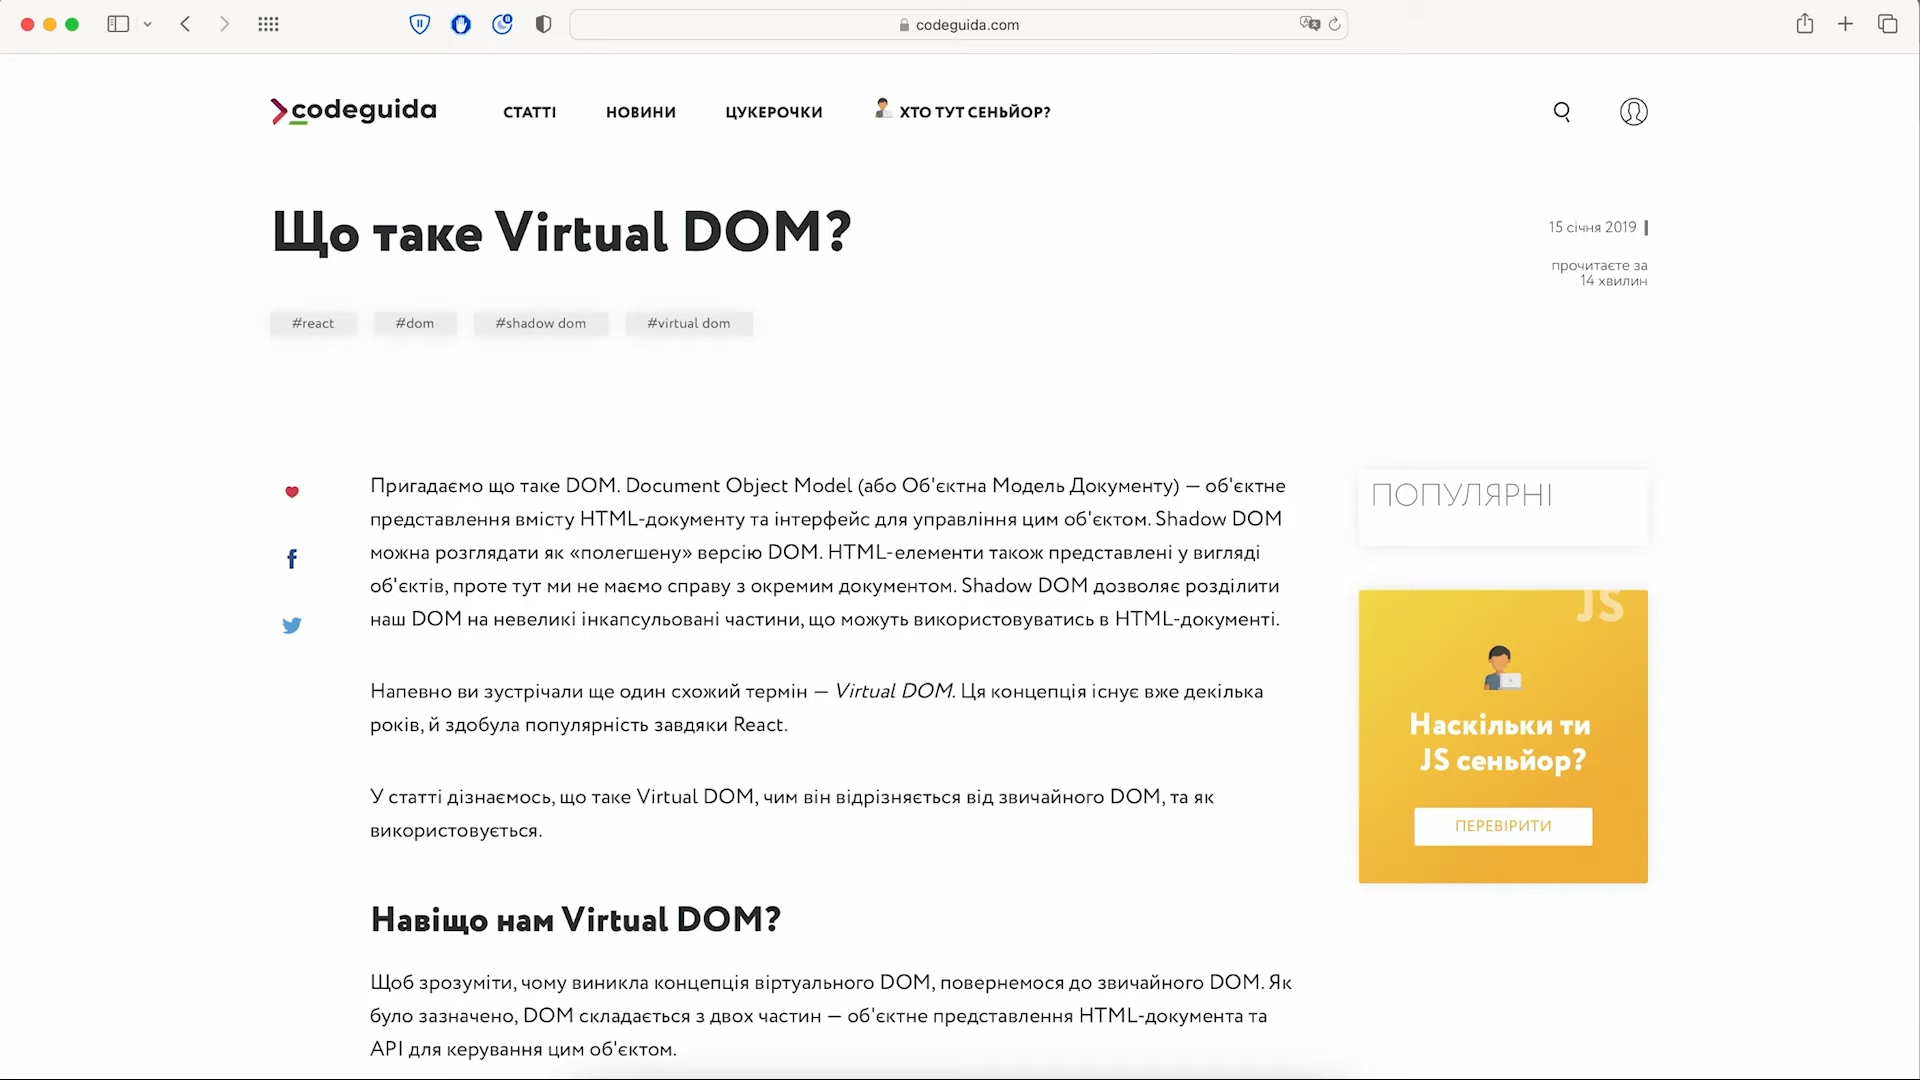 codeguida.com
codeguida
СТАТТІ
НОВИНИ
ЦУКЕРОЧКИ
ХТО ТУТ СЕНЬЙОР?
Що таке Virtual DOM?
15 січня 2019
прочитаєте за
14 хвилин
#react
#dom
#shadow dom
#virtual dom
Пригадаємо що таке DOM. Document Object Model (або Об'єктна Модель Документу) — об'єктне
представлення вмісту HTML-документу та інтерфейс для управління цим об'єктом. Shadow DOM
можна розглядати як «полегшену» версію DOM. HTML-елементи також представлені у вигляді
об'єктів, проте тут ми не маємо справу з окремим документом. Shadow DOM дозволяє розділити
наш DOM на невеликі інкапсульовані частини, що можуть використовуватись в HTML-документі.
Напевно ви зустрічали ще один схожий термін — Virtual DOM. Ця концепція існує вже декілька
років, й здобула популярність завдяки React.
У статті дізнаємось, що таке Virtual DOM, чим він відрізняється від звичайного DOM, та як
використовується.
Навіщо нам Virtual DOM?
Щоб зрозуміти, чому виникла концепція віртуального DOM, повернемося до звичайного DOM. Як
було зазначено, DOM складається з двох частин — об'єктне представлення HTML-документа та
API для керування цим об'єктом.
ПОПУЛЯРНІ
JS
Наскільки ти
JS сеньйор?
ПЕРЕВІРИТИ